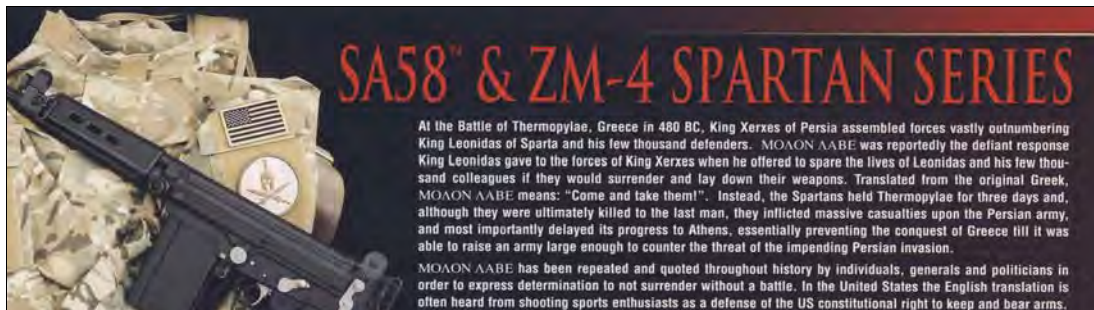 SA58™ & ZM-4 SPARTAN SERIES
At the Battle of Thermopylae, Greece in 480 BC, King Xerxes of Persia assembled forces vastly outnumbering
King Leonidas of Sparta and his few thousand defenders. ΜΟΛΟΝ ΛΑΒΕ was reportedly the defiant response
King Leonidas gave to the forces of King Xerxes when he offered to spare the lives of Leonidas and his few thou-
sand colleagues if they would surrender and lay down their weapons. Translated from the original Greek,
ΜΟΛΟΝ ΛΑΒΕ means: “Come and take them!”. Instead, the Spartans held Thermopylae for three days and,
although they were ultimately killed to the last man, they inflicted massive casualties upon the Persian army,
and most importantly delayed its progress to Athens, essentially preventing the conquest of Greece till it was
able to raise an army large enough to counter the threat of the impending Persian invasion.
ΜΟΛΟΝ ΛΑΒΕ has been repeated and quoted throughout history by individuals, generals and politicians in
order to express determination to not surrender without a battle. In the United States the English translation is
often heard from shooting sports enthusiasts as a defense of the US constitutional right to keep and bear arms.